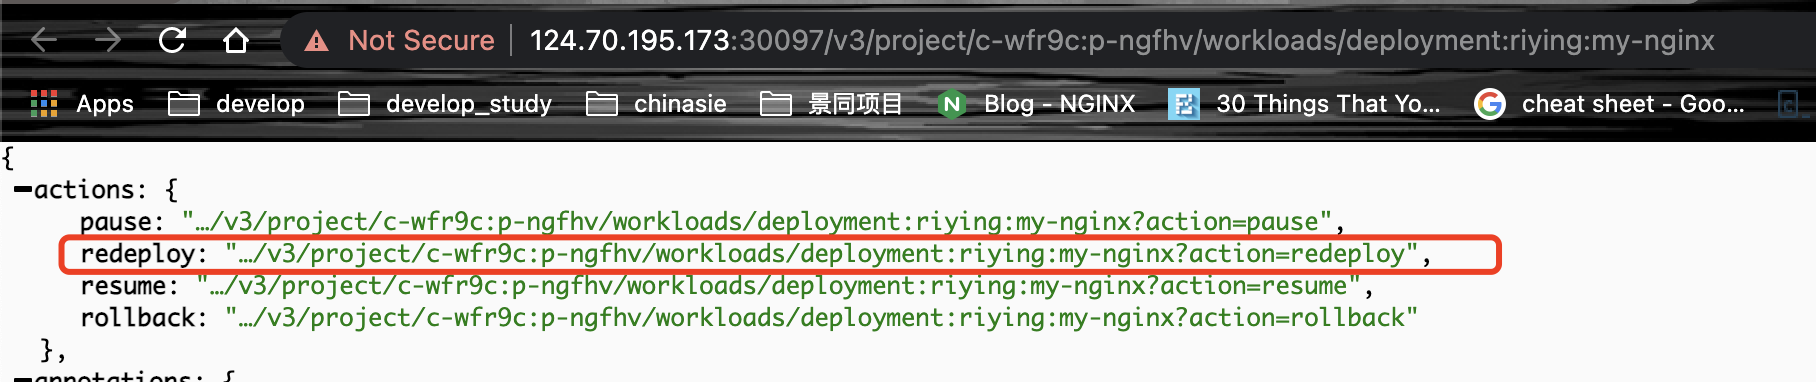 Not Secure 124.70.195.173:30097/v3/project/c-wfr9c:p-ngfhv/workloads/deployment:riying:my-nginx
Apps develop develop_study chinasie 景同项目 Blog - NGINX 30 Things That Yo... cheat sheet - Goo...
{
actions: {
pause: "…/v3/project/c-wfr9c:p-ngfhv/workloads/deployment:riying:my-nginx?action=pause",
redeploy: "…/v3/project/c-wfr9c:p-ngfhv/workloads/deployment:riying:my-nginx?action=redeploy",
resume: "…/v3/project/c-wfr9c:p-ngfhv/workloads/deployment:riying:my-nginx?action=resume",
rollback: "…/v3/project/c-wfr9c:p-ngfhv/workloads/deployment:riying:my-nginx?action=rollback"
},
annotations: {